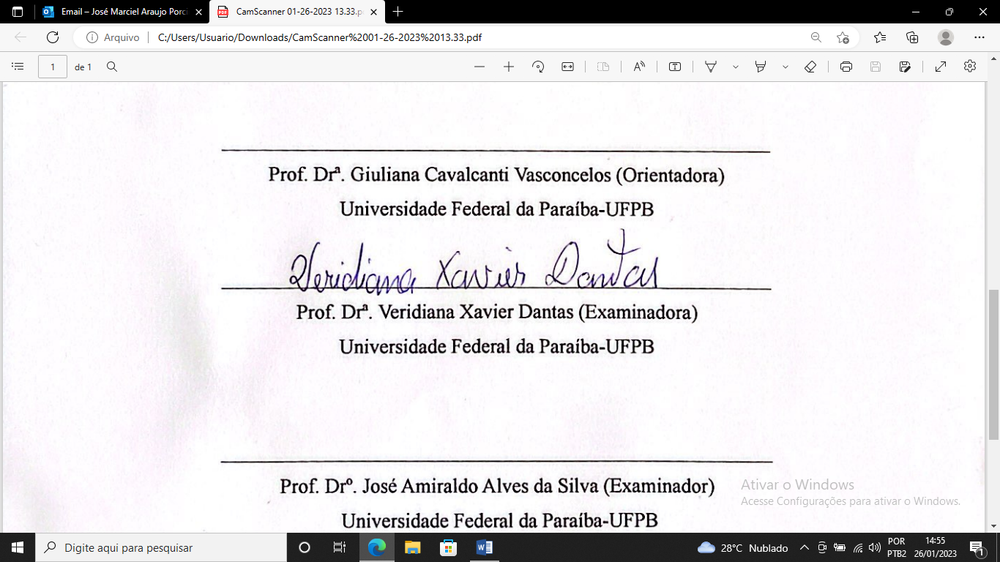 Email – José Marciel Araujo Porci
CamScanner 01-26-2023 13.33.p
Arquivo
C:/Users/Usuario/Downloads/CamScanner%2001-26-2023%2013.33.pdf
1
de 1
Prof. Drª. Giuliana Cavalcanti Vasconcelos (Orientadora)
Universidade Federal da Paraíba-UFPB
Veridiana Xavier Dantas
Prof. Drª. Veridiana Xavier Dantas (Examinadora)
Universidade Federal da Paraíba-UFPB
Prof. Drº. José Amiraldo Alves da Silva (Examinador)
Universidade Federal da Paraíba-UFPB
Ativar o Windows
Acesse Configurações para ativar o Windows.
Digite aqui para pesquisar
28°C Nublado
POR
PTB2
14:55
26/01/2023
1